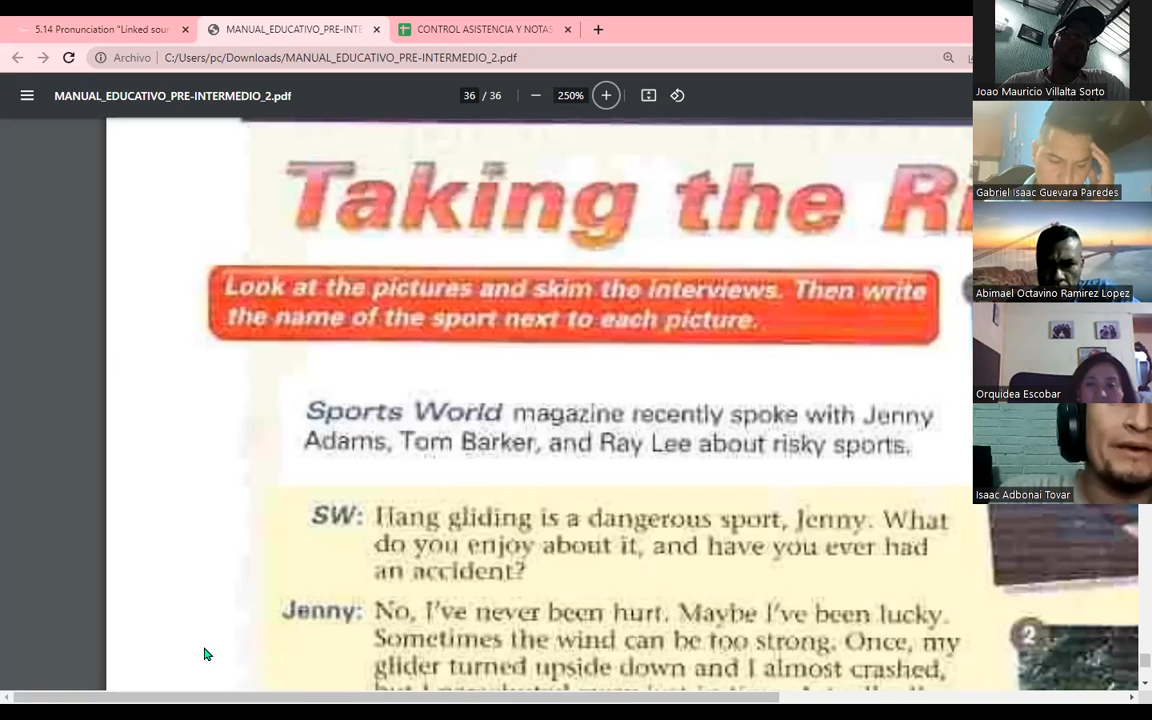 5.14 Pronunciation "Linked soun
MANUAL_EDUCATIVO_PRE-INTE
CONTROL ASISTENCIA Y NOTAS
Archivo
C:/Users/pc/Downloads/MANUAL_EDUCATIVO_PRE-INTERMEDIO_2.pdf
MANUAL_EDUCATIVO_PRE-INTERMEDIO_2.pdf
36 / 36
250%
Taking the R
Look at the pictures and skim the interviews. Then write
the name of the sport next to each picture.
Sports World magazine recently spoke with Jenny
Adams, Tom Barker, and Ray Lee about risky sports.
SW: Hang gliding is a dangerous sport, Jenny. What
do you enjoy about it, and have you ever had
an accident?
Jenny: No, I've never been hurt. Maybe I've been lucky.
Sometimes the wind can be too strong. Once, my
glider turned upside down and I almost crashed,
2
Joao Mauricio Villalta Sorto
Gabriel Isaac Guevara Paredes
Abimael Octavino Ramirez Lopez
Orquidea Escobar
Isaac Adbonai Tovar